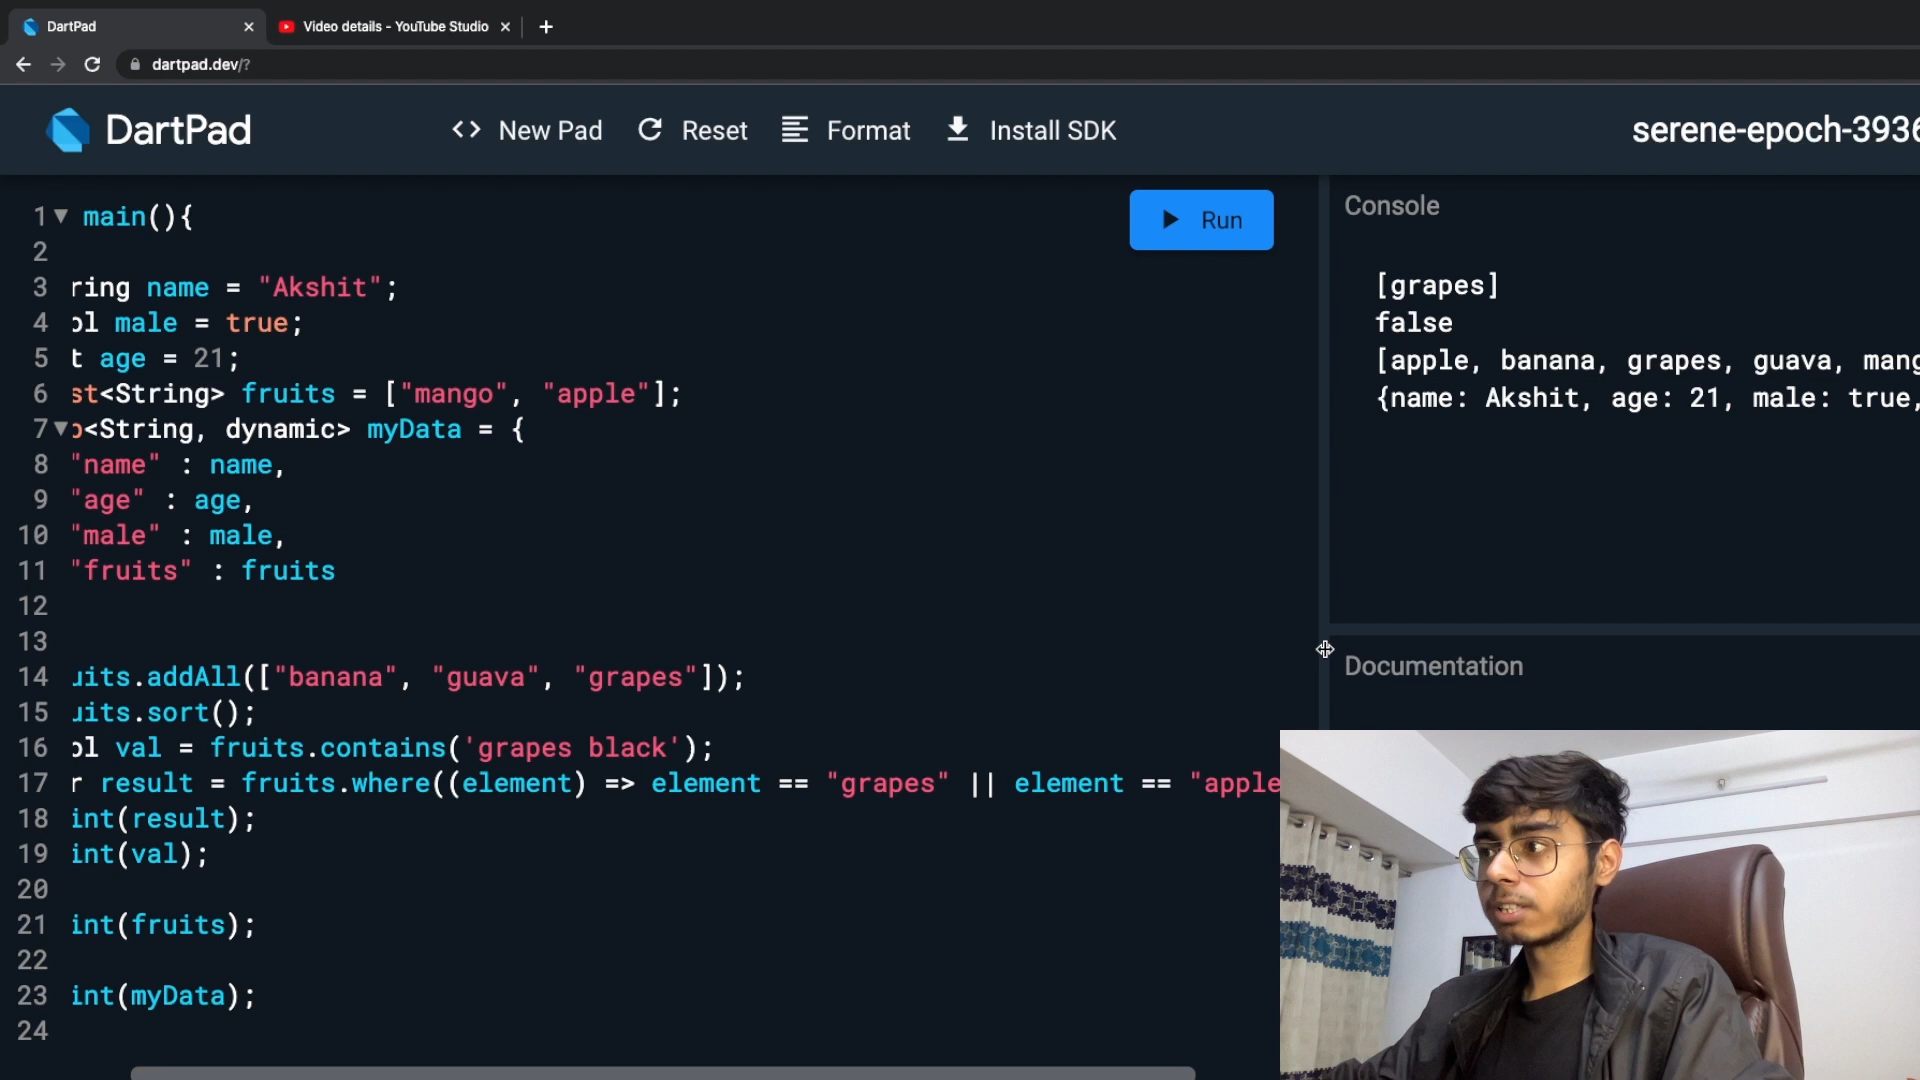 DartPad
Video details - YouTube Studio
dartpad.dev/?
DartPad
New Pad
Reset
Format
Install SDK
serene-epoch-3936
Run
1 main(){
2
3 ring name = "Akshit";
4 ol male = true;
5 t age = 21;
6 st<String> fruits = ["mango", "apple"];
7 p<String, dynamic> myData = {
8 "name" : name,
9 "age" : age,
10 "male" : male,
11 "fruits" : fruits
12
13
14 uits.addAll(["banana", "guava", "grapes"]);
15 uits.sort();
16 ol val = fruits.contains('grapes black');
17 r result = fruits.where((element) => element == "grapes" || element == "apple
18 int(result);
19 int(val);
20
21 int(fruits);
22
23 int(myData);
24
Console
[grapes]
false
[apple, banana, grapes, guava, mang
{name: Akshit, age: 21, male: true,
Documentation